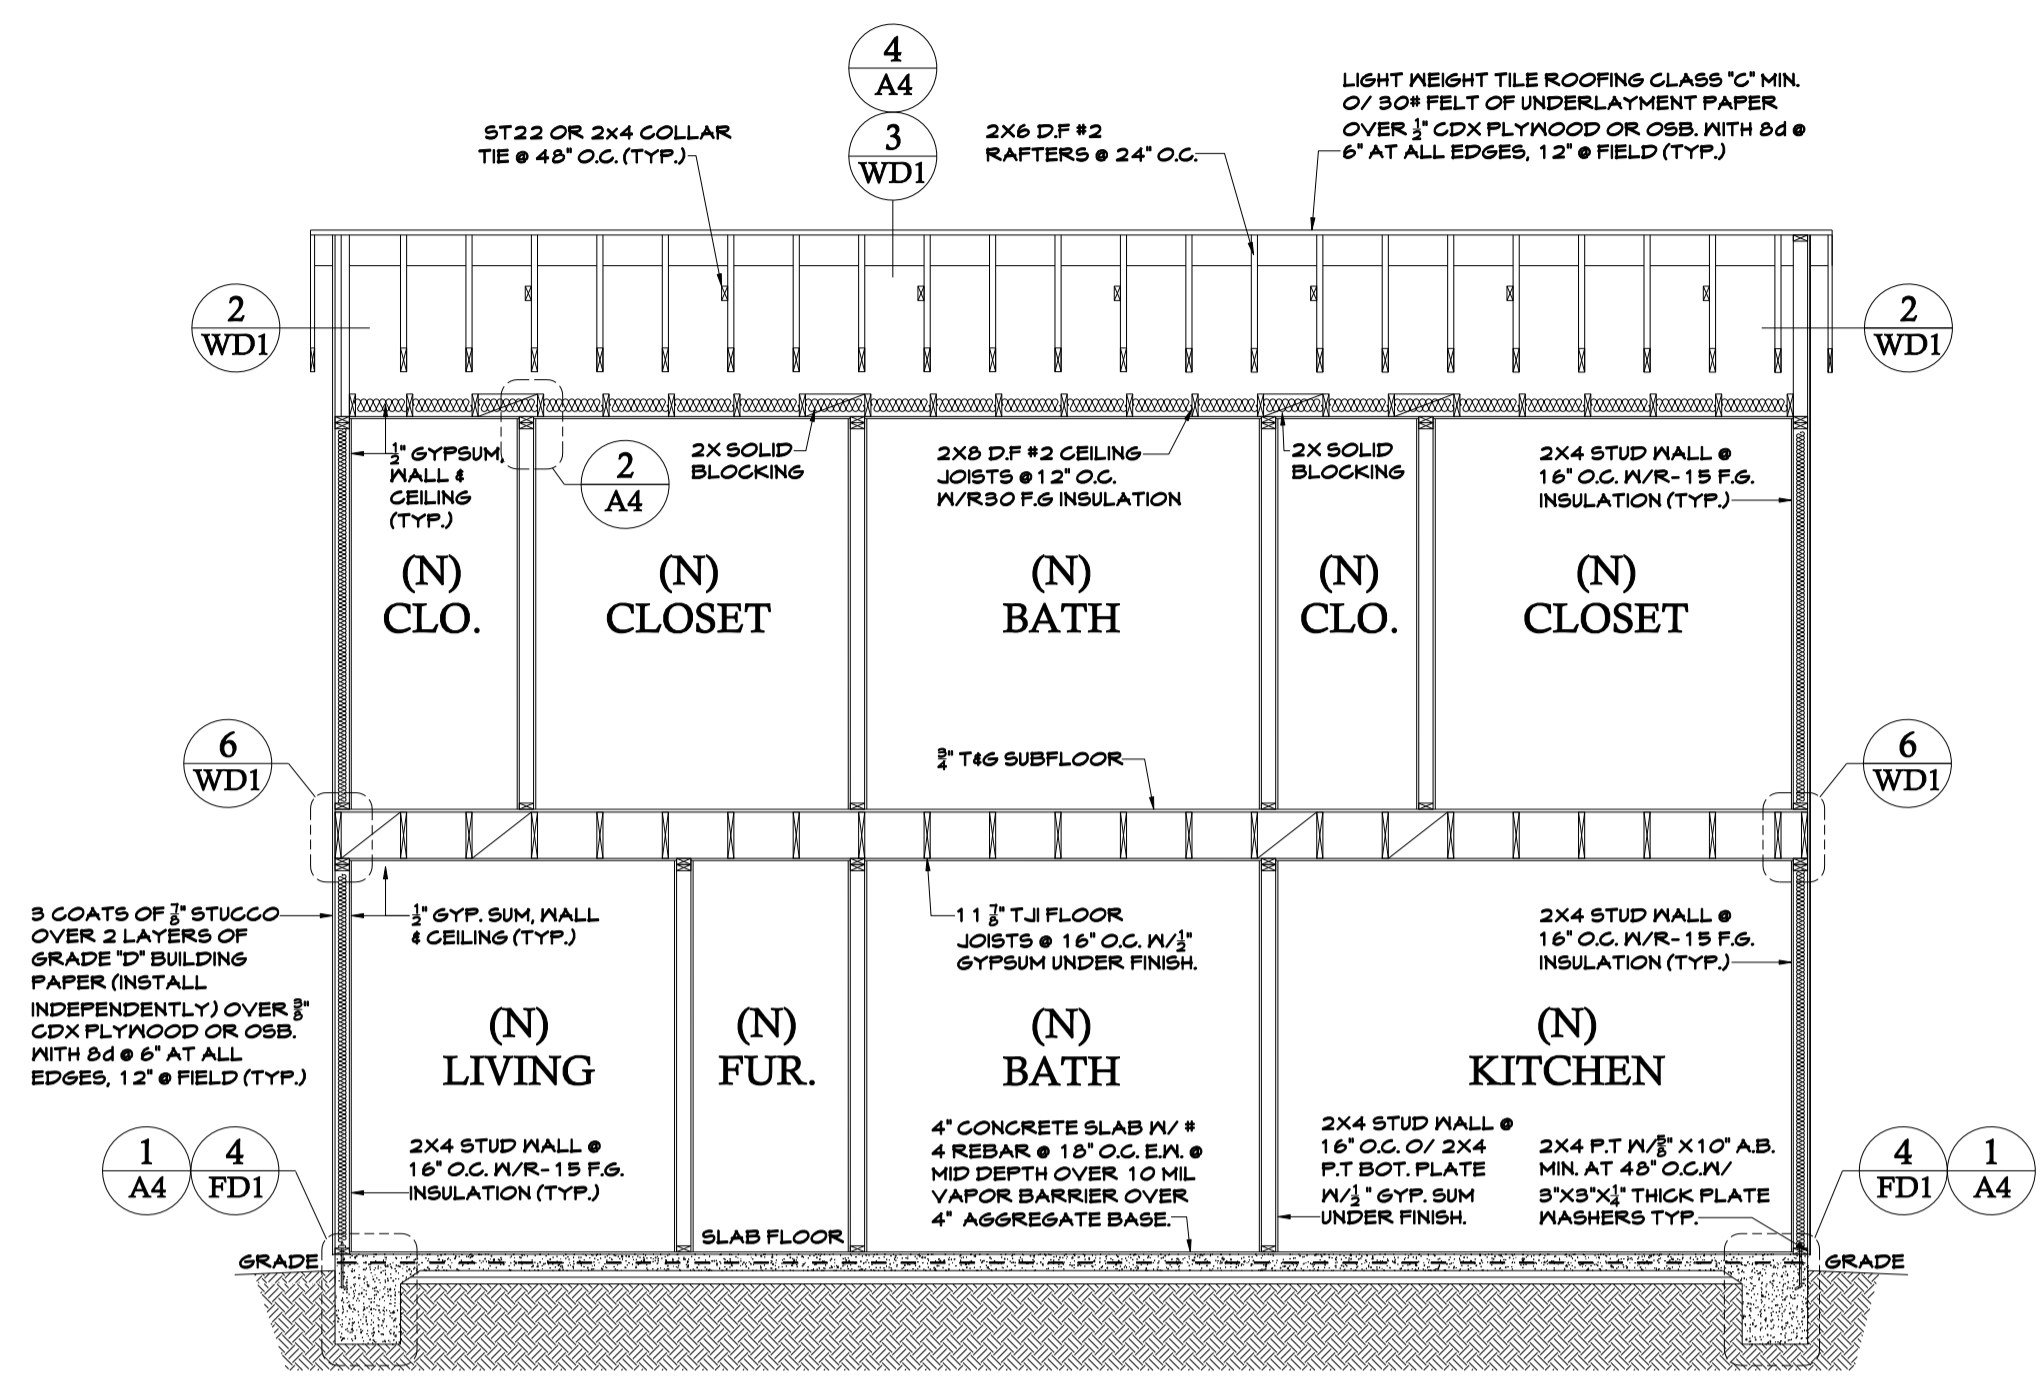 4
A4
3
WD1
ST22 OR 2x4 COLLAR
TIE @ 48" O.C. (TYP.)
2X6 D.F #2
RAFTERS @ 24" O.C.
LIGHT WEIGHT TILE ROOFING CLASS "C" MIN.
O/ 30# FELT OF UNDERLAYMENT PAPER
OVER ½" CDX PLYWOOD OR OSB. WITH 8d @
6" AT ALL EDGES, 12" @ FIELD (TYP.)
2
WD1
2
WD1
½" GYPSUM,
WALL &
CEILING
(TYP.)
2
A4
2X SOLID
BLOCKING
2X8 D.F #2 CEILING
JOISTS @12" O.C.
W/R30 F.G INSULATION
2X SOLID
BLOCKING
2X4 STUD WALL @
16" O.C. W/R-15 F.G.
INSULATION (TYP.)
(N)
CLO.
(N)
CLOSET
(N)
BATH
(N)
CLO.
(N)
CLOSET
6
WD1
¾" T&G SUBFLOOR
6
WD1
3 COATS OF ⅞" STUCCO
OVER 2 LAYERS OF
GRADE "D" BUILDING
PAPER (INSTALL
INDEPENDENTLY) OVER ⅜"
CDX PLYWOOD OR OSB.
WITH 8d @ 6" AT ALL
EDGES, 12" @ FIELD (TYP.)
½" GYP. SUM, WALL
& CEILING (TYP.)
11 ⅞" TJI FLOOR
JOISTS @ 16" O.C. W/½"
GYPSUM UNDER FINISH.
2X4 STUD WALL @
16" O.C. W/R-15 F.G.
INSULATION (TYP.)
(N)
LIVING
(N)
FUR.
(N)
BATH
(N)
KITCHEN
1
A4
4
FD1
2X4 STUD WALL @
16" O.C. W/R-15 F.G.
INSULATION (TYP.)
4" CONCRETE SLAB W/ #
4 REBAR @ 18" O.C. E.W. @
MID DEPTH OVER 10 MIL
VAPOR BARRIER OVER
4" AGGREGATE BASE.
2X4 STUD WALL @
16" O.C. O/ 2X4
P.T BOT. PLATE
W/½" GYP. SUM
UNDER FINISH.
2X4 P.T W/⅝" X10" A.B.
MIN. AT 48" O.C.W/
3"X3"X¼" THICK PLATE
WASHERS TYP.
4
FD1
1
A4
SLAB FLOOR
GRADE
GRADE